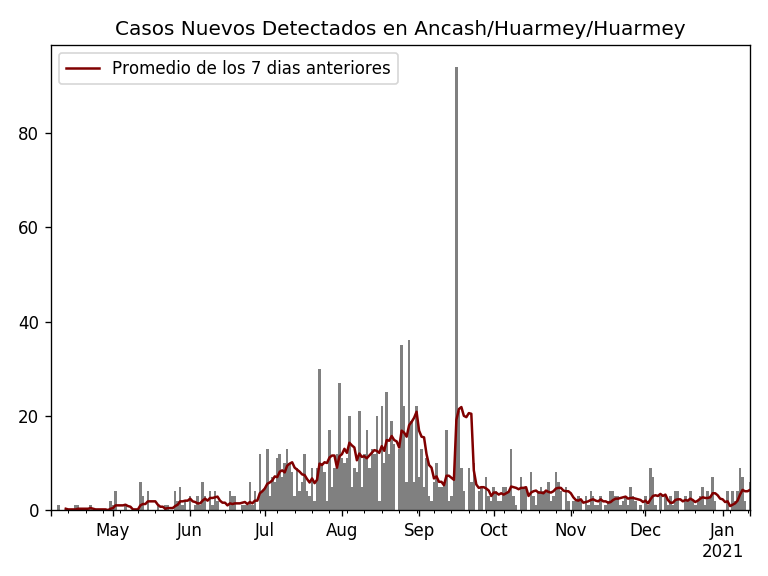 Casos Nuevos Detectados en Ancash/Huarmey/Huarmey
Promedio de los 7 dias anteriores
80
60
40
20
0
May Jun Jul Aug Sep Oct Nov Dec Jan
2021